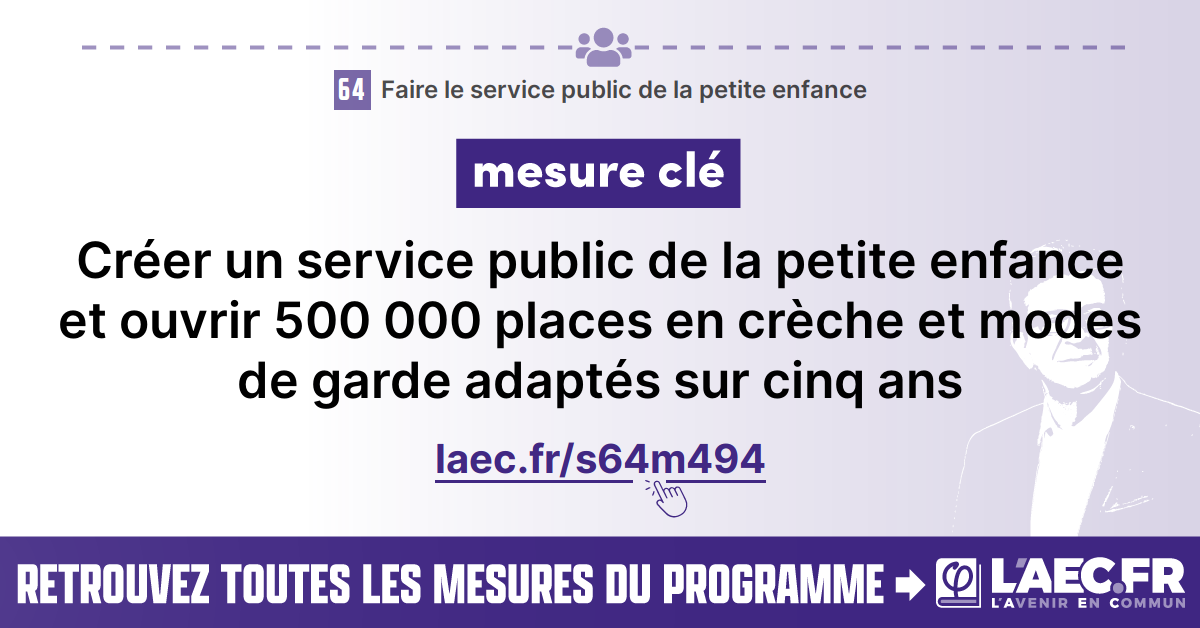 64 Faire le service public de la petite enfance
mesure clé
Créer un service public de la petite enfance
et ouvrir 500 000 places en crèche et modes
de garde adaptés sur cinq ans
laec.fr/s64m494
RETROUVEZ TOUTES LES MESURES DU PROGRAMME
φ L'AEC.FR
L'AVENIR EN COMMUN